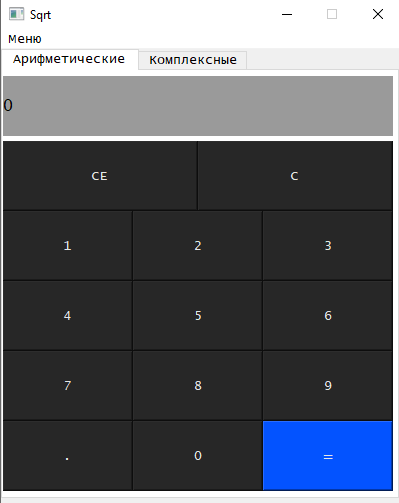 Sqrt
Меню
Арифметические Комплексные
0
CE C
1 2 3
4 5 6
7 8 9
. 0 =